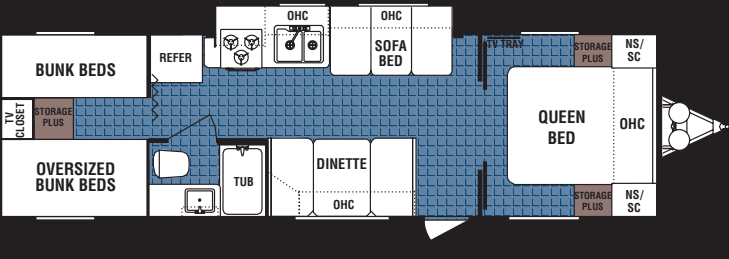 OHC
OHC
TV TRAY
STORAGE
PLUS
NS/
SC
REFER
SOFA
BED
BUNK BEDS
TV
CLOSET
STORAGE
PLUS
QUEEN
BED
OHC
OVERSIZED
BUNK BEDS
TUB
DINETTE
OHC
STORAGE
PLUS
NS/
SC